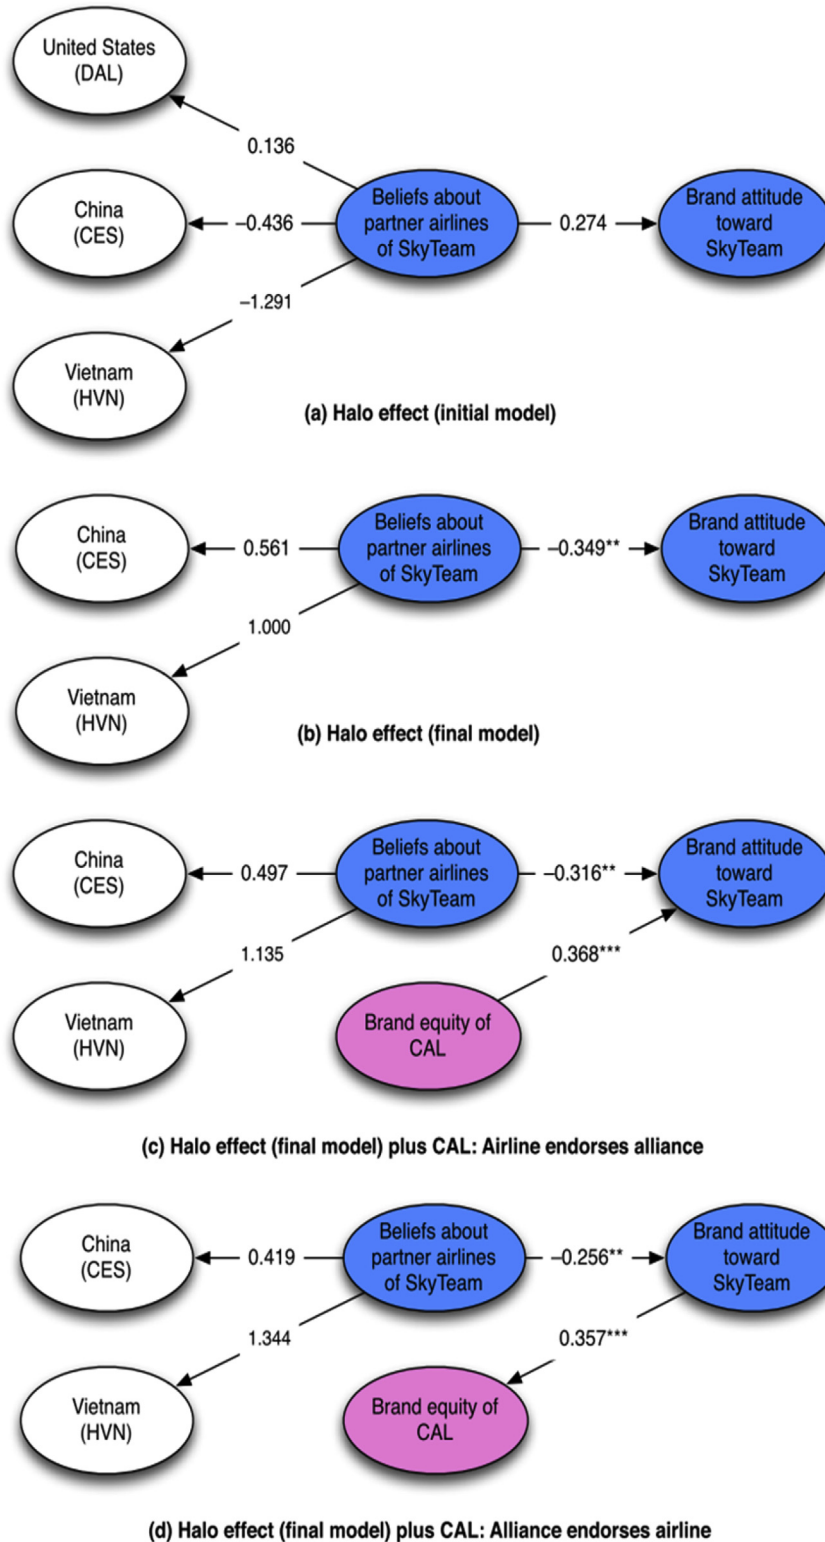 United States
(DAL)
0.136
China
(CES)
–0.436
Beliefs about
partner airlines
of SkyTeam
0.274
Brand attitude
toward
SkyTeam
–1.291
Vietnam
(HVN)
(a) Halo effect (initial model)
China
(CES)
0.561
Beliefs about
partner airlines
of SkyTeam
–0.349**
Brand attitude
toward
SkyTeam
1.000
Vietnam
(HVN)
(b) Halo effect (final model)
China
(CES)
0.497
Beliefs about
partner airlines
of SkyTeam
–0.316**
Brand attitude
toward
SkyTeam
1.135
0.368***
Vietnam
(HVN)
Brand equity of
CAL
(c) Halo effect (final model) plus CAL: Airline endorses alliance
China
(CES)
0.419
Beliefs about
partner airlines
of SkyTeam
–0.256**
Brand attitude
toward
SkyTeam
1.344
0.357***
Vietnam
(HVN)
Brand equity of
CAL
(d) Halo effect (final model) plus CAL: Alliance endorses airline